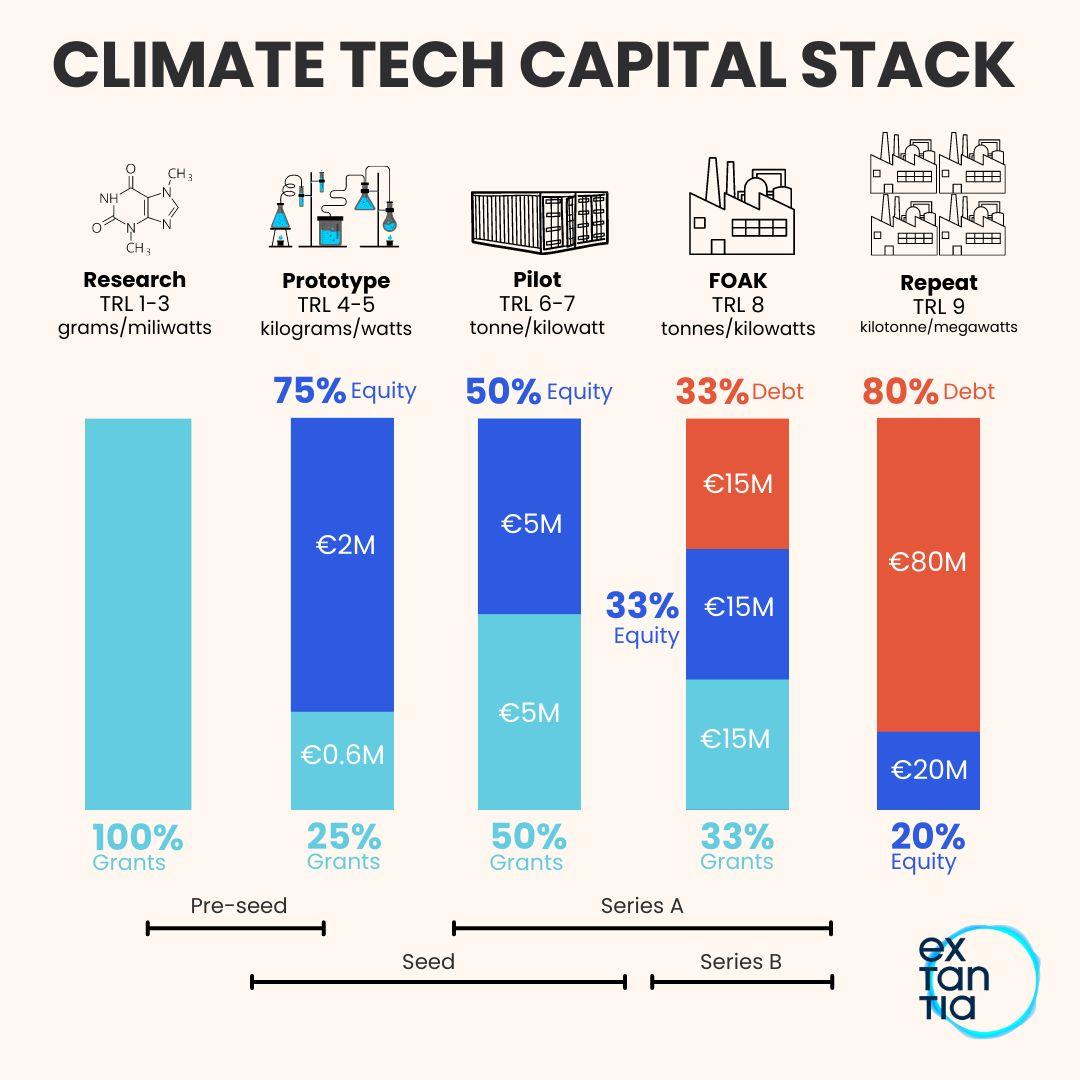 CLIMATE TECH CAPITAL STACK
O
CH₃
N
NH
O
N
N
CH₃
Research
TRL 1-3
grams/miliwatts
Prototype
TRL 4-5
kilograms/watts
Pilot
TRL 6-7
tonne/kilowatt
FOAK
TRL 8
tonnes/kilowatts
Repeat
TRL 9
kilotonne/megawatts
75% Equity
50% Equity
33% Debt
80% Debt
€2M
€0.6M
€5M
€5M
€15M
33%
Equity
€15M
€15M
€80M
€20M
100%
Grants
25%
Grants
50%
Grants
33%
Grants
20%
Equity
Pre-seed
Series A
Seed
Series B
ex
tan
tia